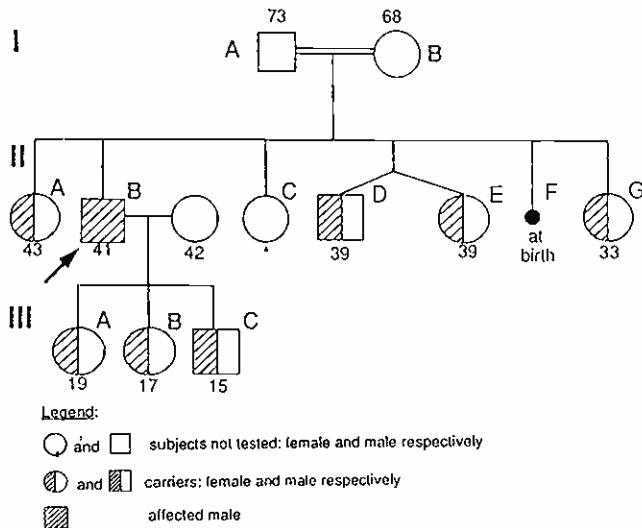 73 68
I A B
II
A B C D E F G
43 41 42 39 39 at birth 33
III A B C
19 17 15
Legend:
and subjects not tested: female and male respectively
and carriers: female and male respectively
affected male